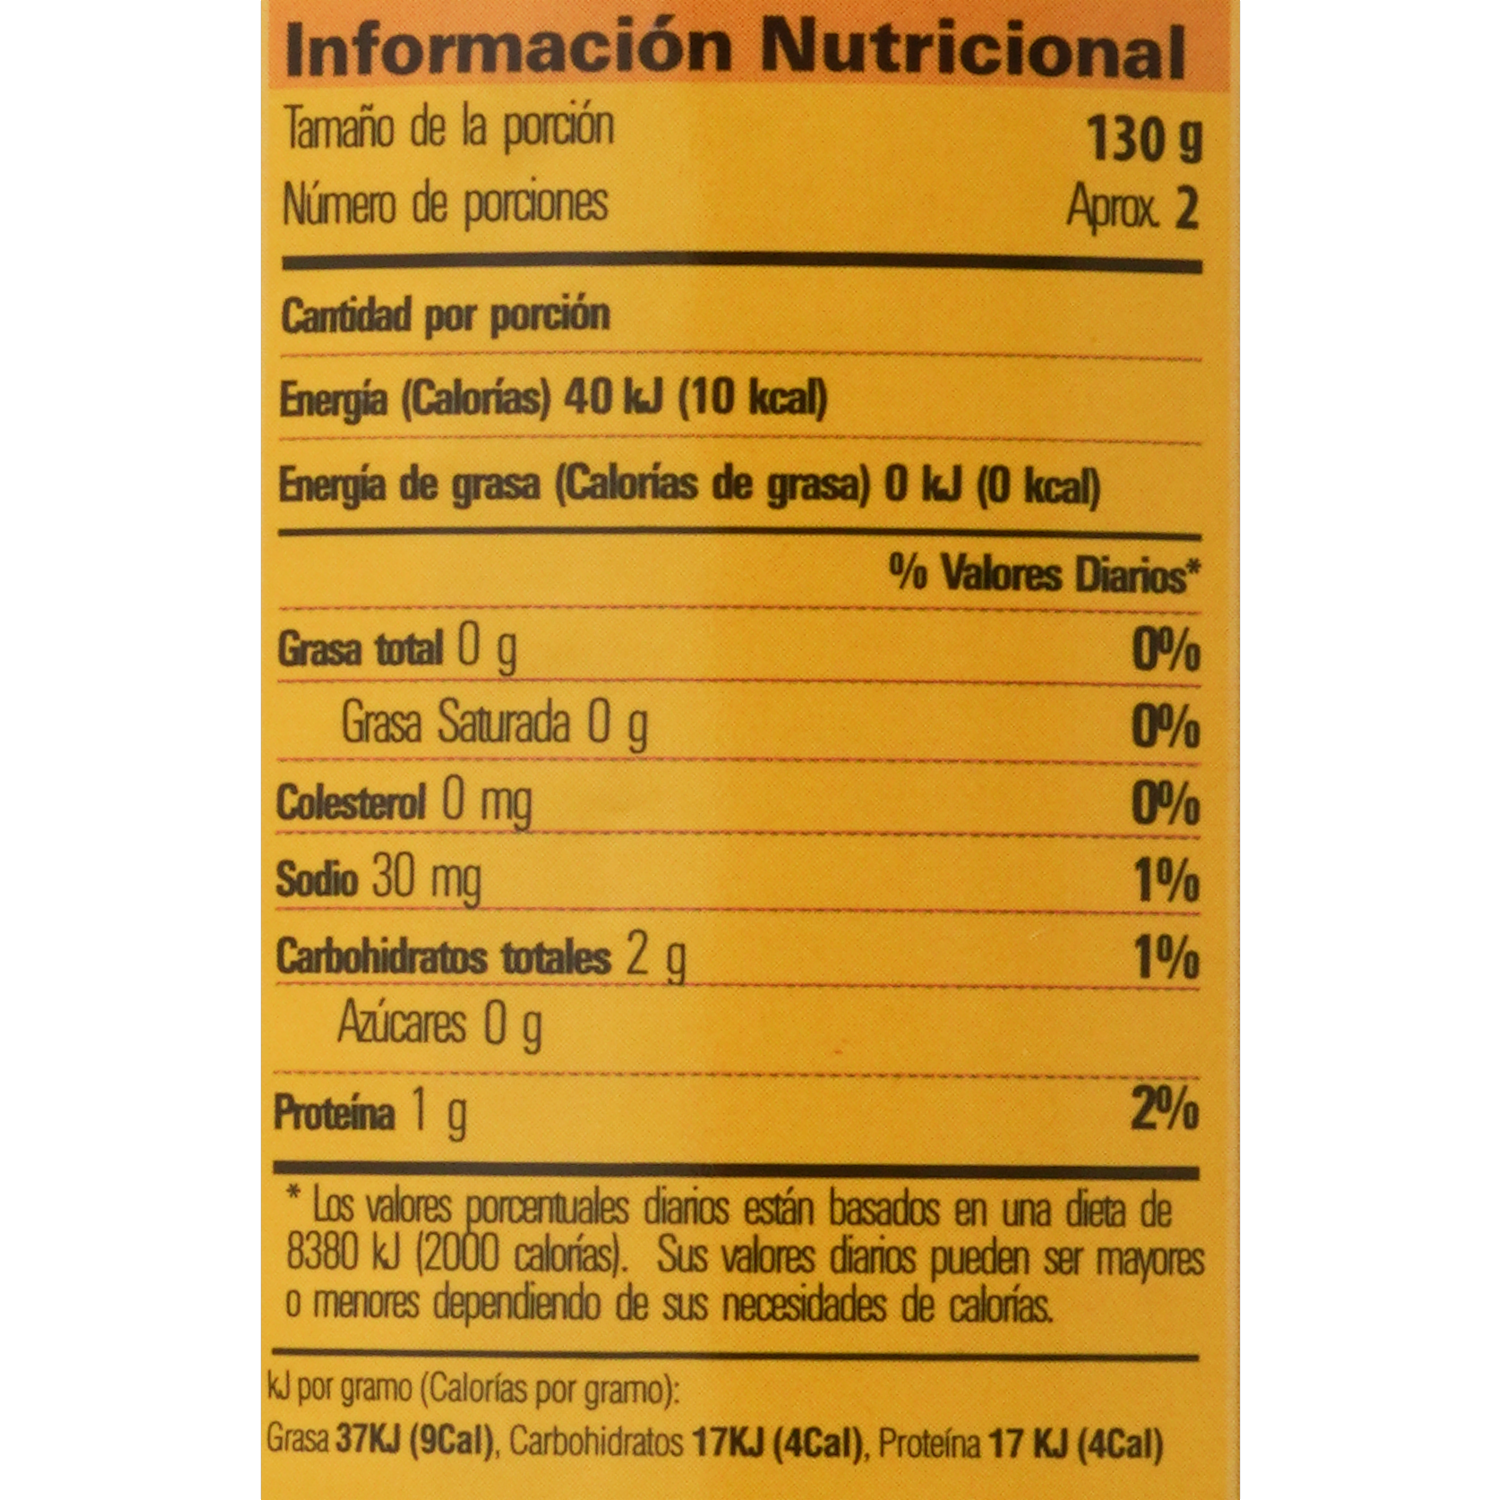 Información Nutricional
Tamaño de la porción 130 g
Número de porciones Aprox. 2
Cantidad por porción
Energía (Calorías) 40 kJ (10 kcal)
Energía de grasa (Calorías de grasa) 0 kJ (0 kcal)
% Valores Diarios*
Grasa total 0 g 0%
Grasa Saturada 0 g 0%
Colesterol 0 mg 0%
Sodio 30 mg 1%
Carbohidratos totales 2 g 1%
Azúcares 0 g
Proteína 1 g 2%
* Los valores porcentuales diarios están basados en una dieta de
8380 kJ (2000 calorías). Sus valores diarios pueden ser mayores
o menores dependiendo de sus necesidades de calorías.
kJ por gramo (Calorías por gramo):
Grasa 37KJ (9Cal), Carbohidratos 17KJ (4Cal), Proteína 17 KJ (4Cal)